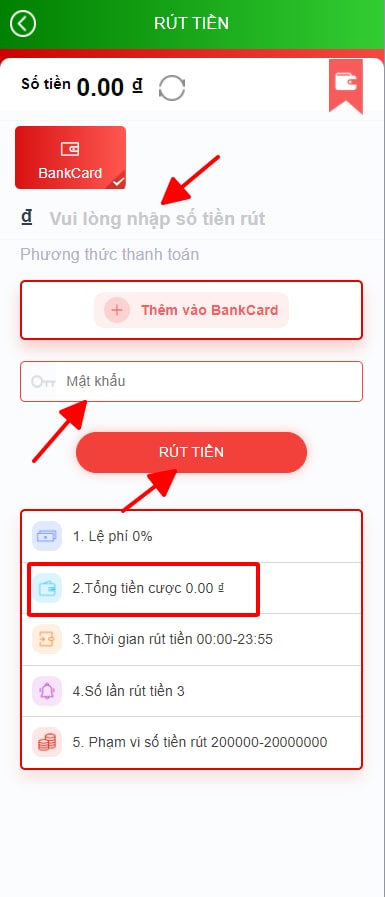 RÚT TIỀN
Số tiền 0.00 ₫
BankCard
₫ Vui lòng nhập số tiền rút
Phương thức thanh toán
Thêm vào BankCard
Mật khẩu
RÚT TIỀN
1. Lệ phí 0%
2.Tổng tiền cược 0.00 ₫
3.Thời gian rút tiền 00:00-23:55
4.Số lần rút tiền 3
5. Phạm vi số tiền rút 200000-20000000